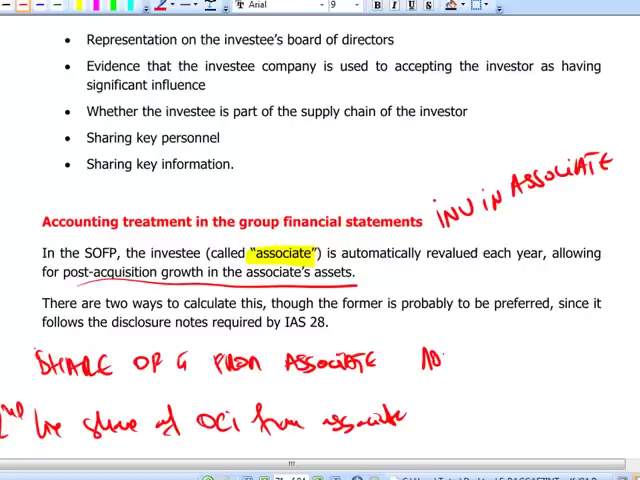 Arial 9 B I U S
• Representation on the investee's board of directors
• Evidence that the investee company is used to accepting the investor as having
significant influence
• Whether the investee is part of the supply chain of the investor
• Sharing key personnel
• Sharing key information.
INV IN ASSOCIATE
Accounting treatment in the group financial statements
In the SOFP, the investee (called "associate") is automatically revalued each year, allowing
for post-acquisition growth in the associate's assets.
There are two ways to calculate this, though the former is probably to be preferred, since it
follows the disclosure notes required by IAS 28.
SHARE OF FROM ASSOCIATE
share of OCI from associate